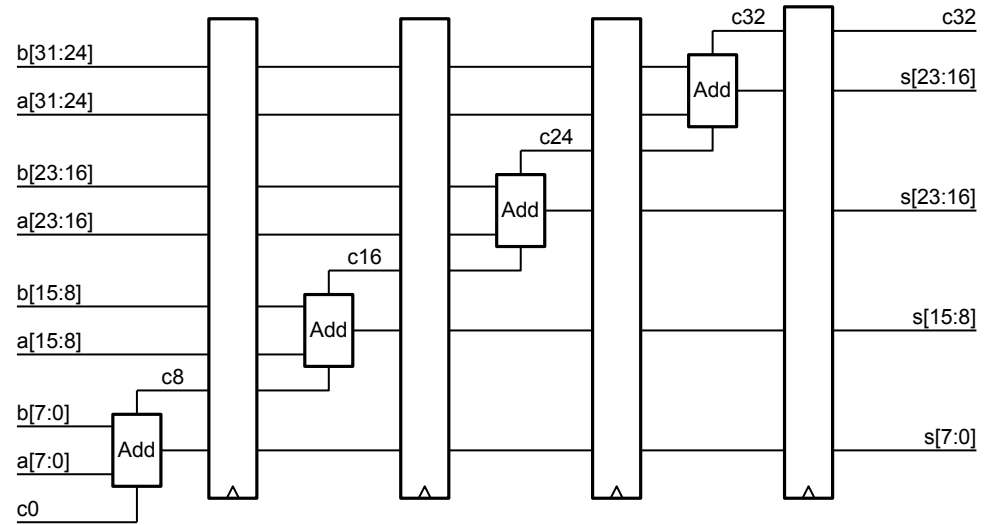 c32
c32
b[31:24]
Add
s[23:16]
a[31:24]
c24
b[23:16]
Add
s[23:16]
a[23:16]
c16
b[15:8]
Add
s[15:8]
a[15:8]
c8
b[7:0]
Add
s[7:0]
a[7:0]
c0